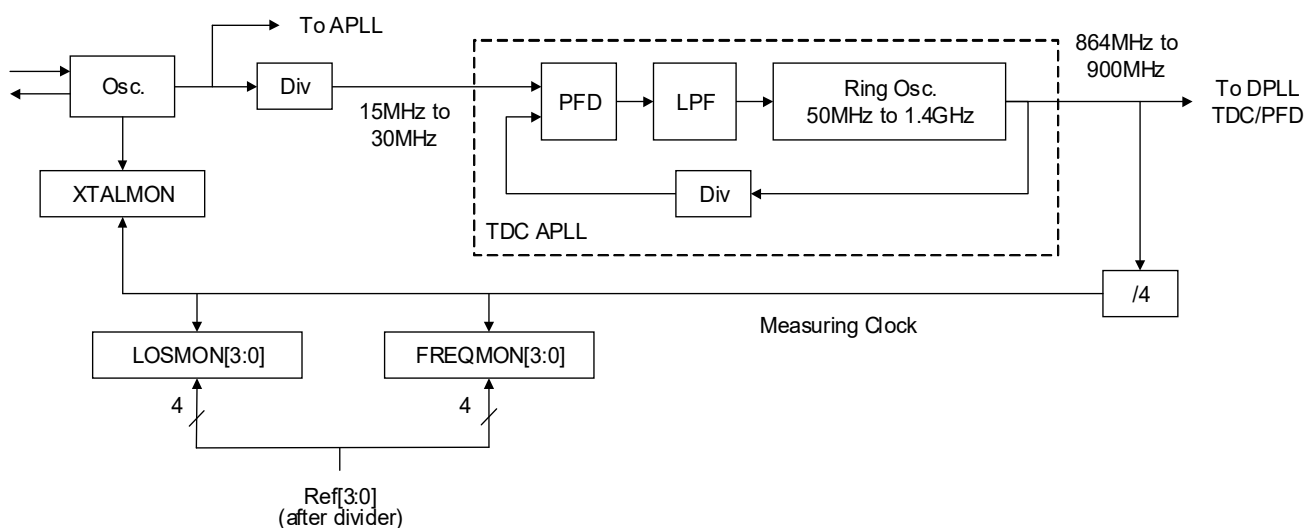 To APLL
864MHz to
900MHz
Osc.
Div
15MHz to
30MHz
PFD
LPF
Ring Osc.
50MHz to 1.4GHz
To DPLL
TDC/PFD
XTALMON
Div
TDC APLL
/4
Measuring Clock
LOSMON[3:0]
FREQMON[3:0]
4
4
Ref[3:0]
(after divider)